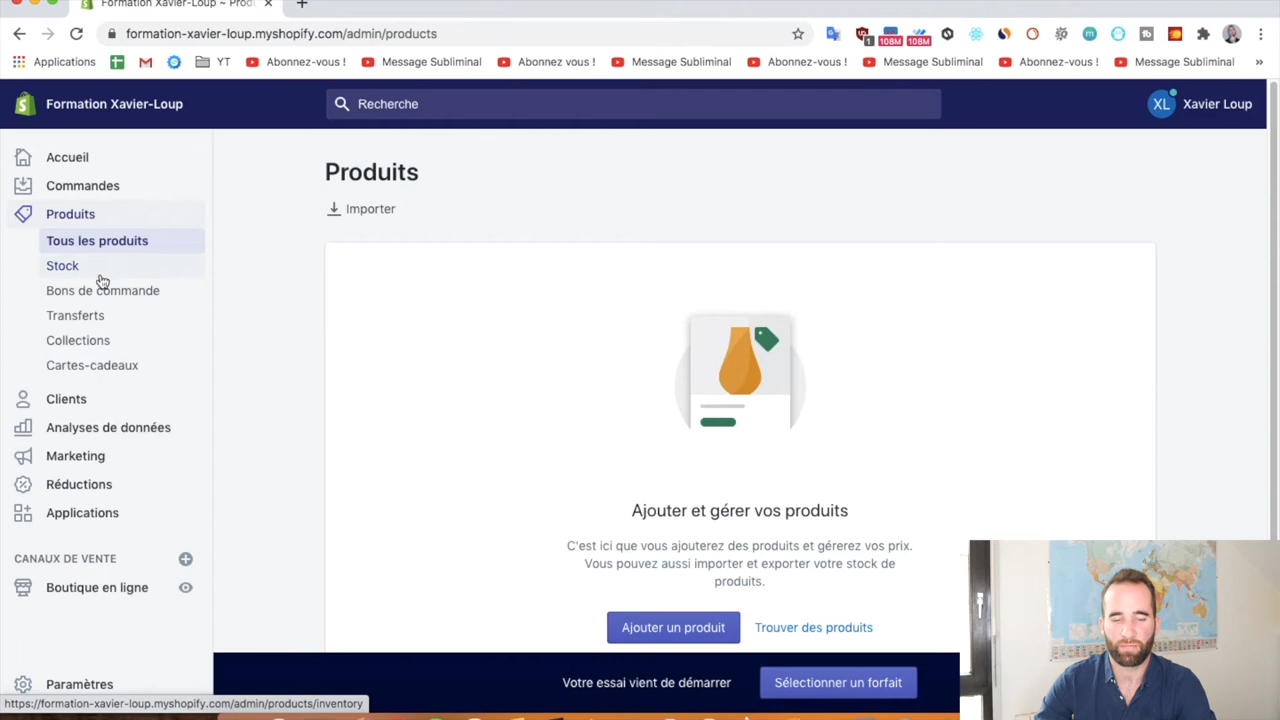 Formation Xavier-Loup ~ Prod
formation-xavier-loup.myshopify.com/admin/products
1
108M
108M
Applications
YT
Abonnez-vous !
Message Subliminal
Abonnez vous !
Message Subliminal
Abonnez-vous !
Message Subliminal
Abonnez-vous !
Message Subliminal
»
Formation Xavier-Loup
Recherche
XL
Xavier Loup
Accueil
Commandes
Produits
Tous les produits
Stock
Bons de commande
Transferts
Collections
Cartes-cadeaux
Clients
Analyses de données
Marketing
Réductions
Applications
CANAUX DE VENTE
Boutique en ligne
Paramètres
Produits
Importer
Ajouter et gérer vos produits
C'est ici que vous ajouterez des produits et gérerez vos prix.
Vous pouvez aussi importer et exporter votre stock de
produits.
Ajouter un produit
Trouver des produits
Votre essai vient de démarrer
Sélectionner un forfait
https://formation-xavier-loup.myshopify.com/admin/products/inventory